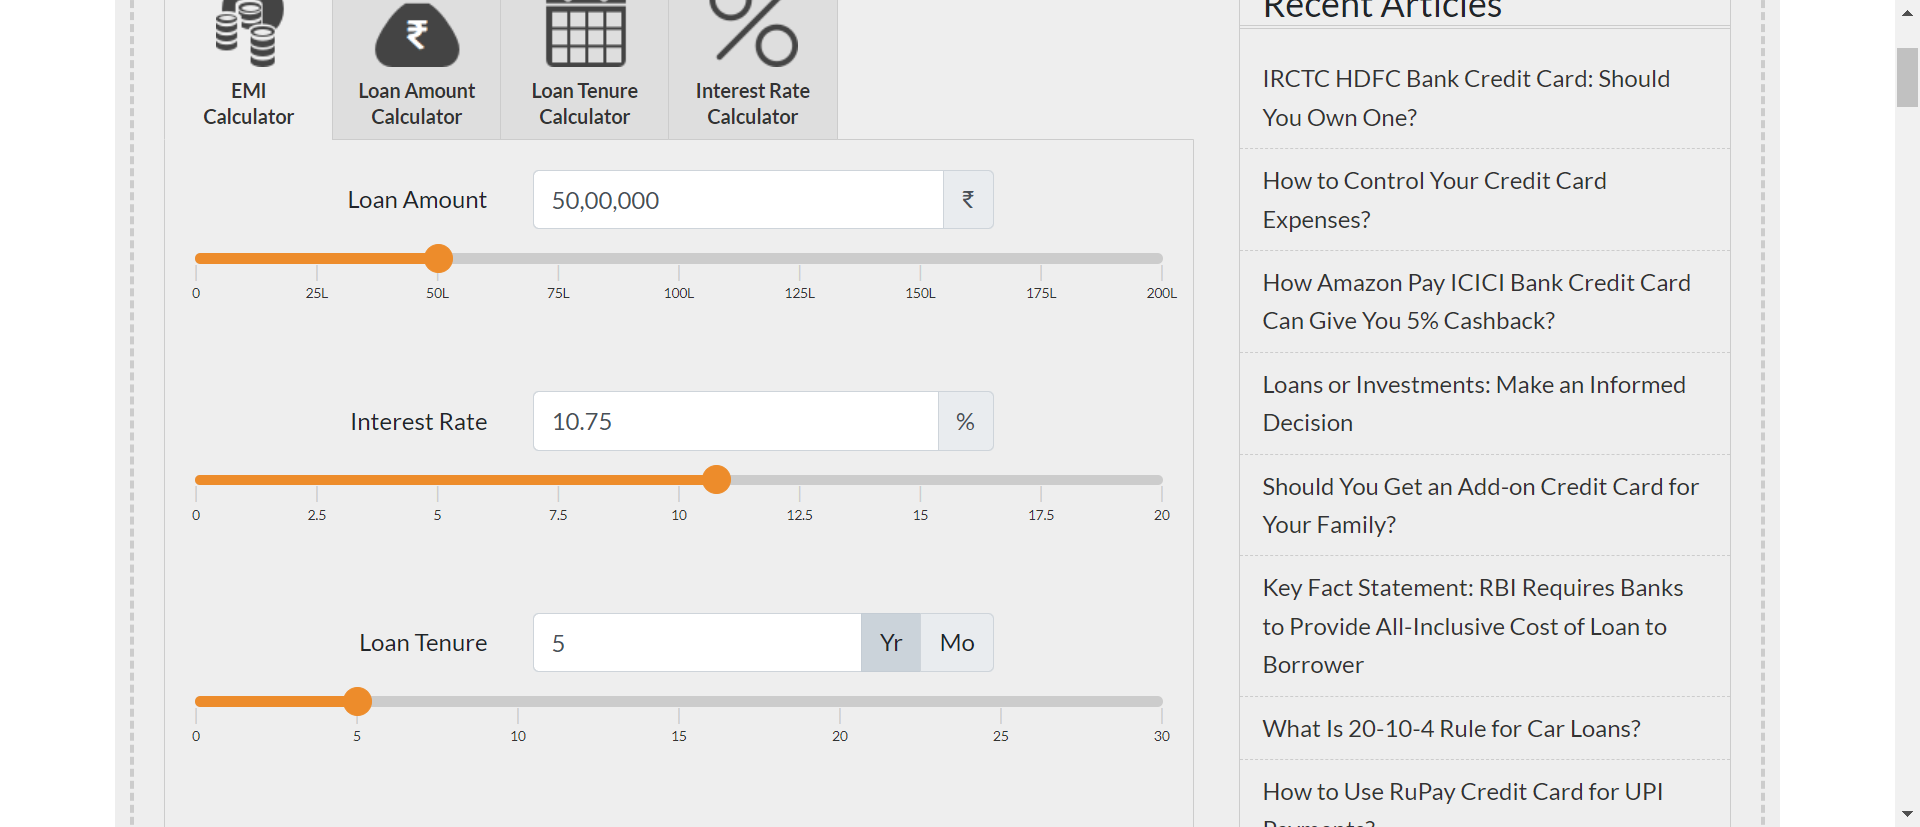 EMI
Calculator
Loan Amount
Calculator
Loan Tenure
Calculator
Interest Rate
Calculator
Loan Amount
50,00,000
₹
0
25L
50L
75L
100L
125L
150L
175L
200L
Interest Rate
10.75
%
0
2.5
5
7.5
10
12.5
15
17.5
20
Loan Tenure
5
Yr
Mo
0
5
10
15
20
25
30
Recent Articles
IRCTC HDFC Bank Credit Card: Should
You Own One?
How to Control Your Credit Card
Expenses?
How Amazon Pay ICICI Bank Credit Card
Can Give You 5% Cashback?
Loans or Investments: Make an Informed
Decision
Should You Get an Add-on Credit Card for
Your Family?
Key Fact Statement: RBI Requires Banks
to Provide All-Inclusive Cost of Loan to
Borrower
What Is 20-10-4 Rule for Car Loans?
How to Use RuPay Credit Card for UPI
Payments?